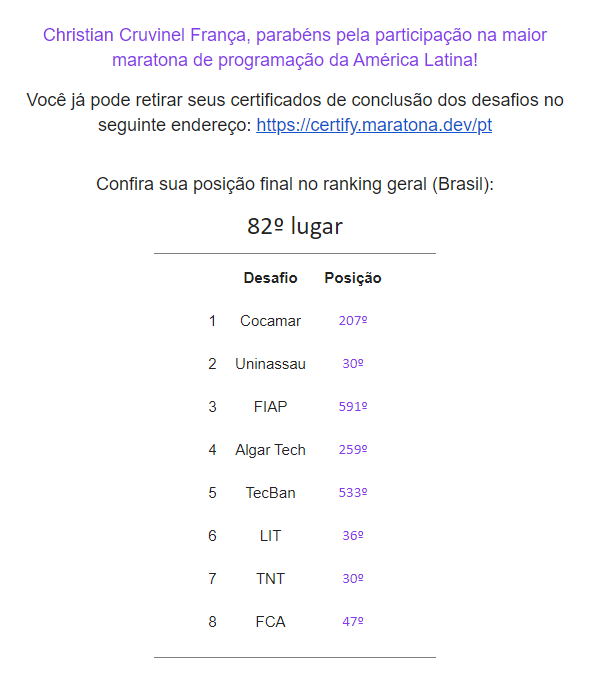 Christian Cruvinel França, parabéns pela participação na maior
maratona de programação da América Latina!
Você já pode retirar seus certificados de conclusão dos desafios no
seguinte endereço: https://certify.maratona.dev/pt
Confira sua posição final no ranking geral (Brasil):
82º lugar
Desafio Posição
1 Cocamar 207º
2 Uninassau 30º
3 FIAP 591º
4 Algar Tech 259º
5 TecBan 533º
6 LIT 36º
7 TNT 30º
8 FCA 47º